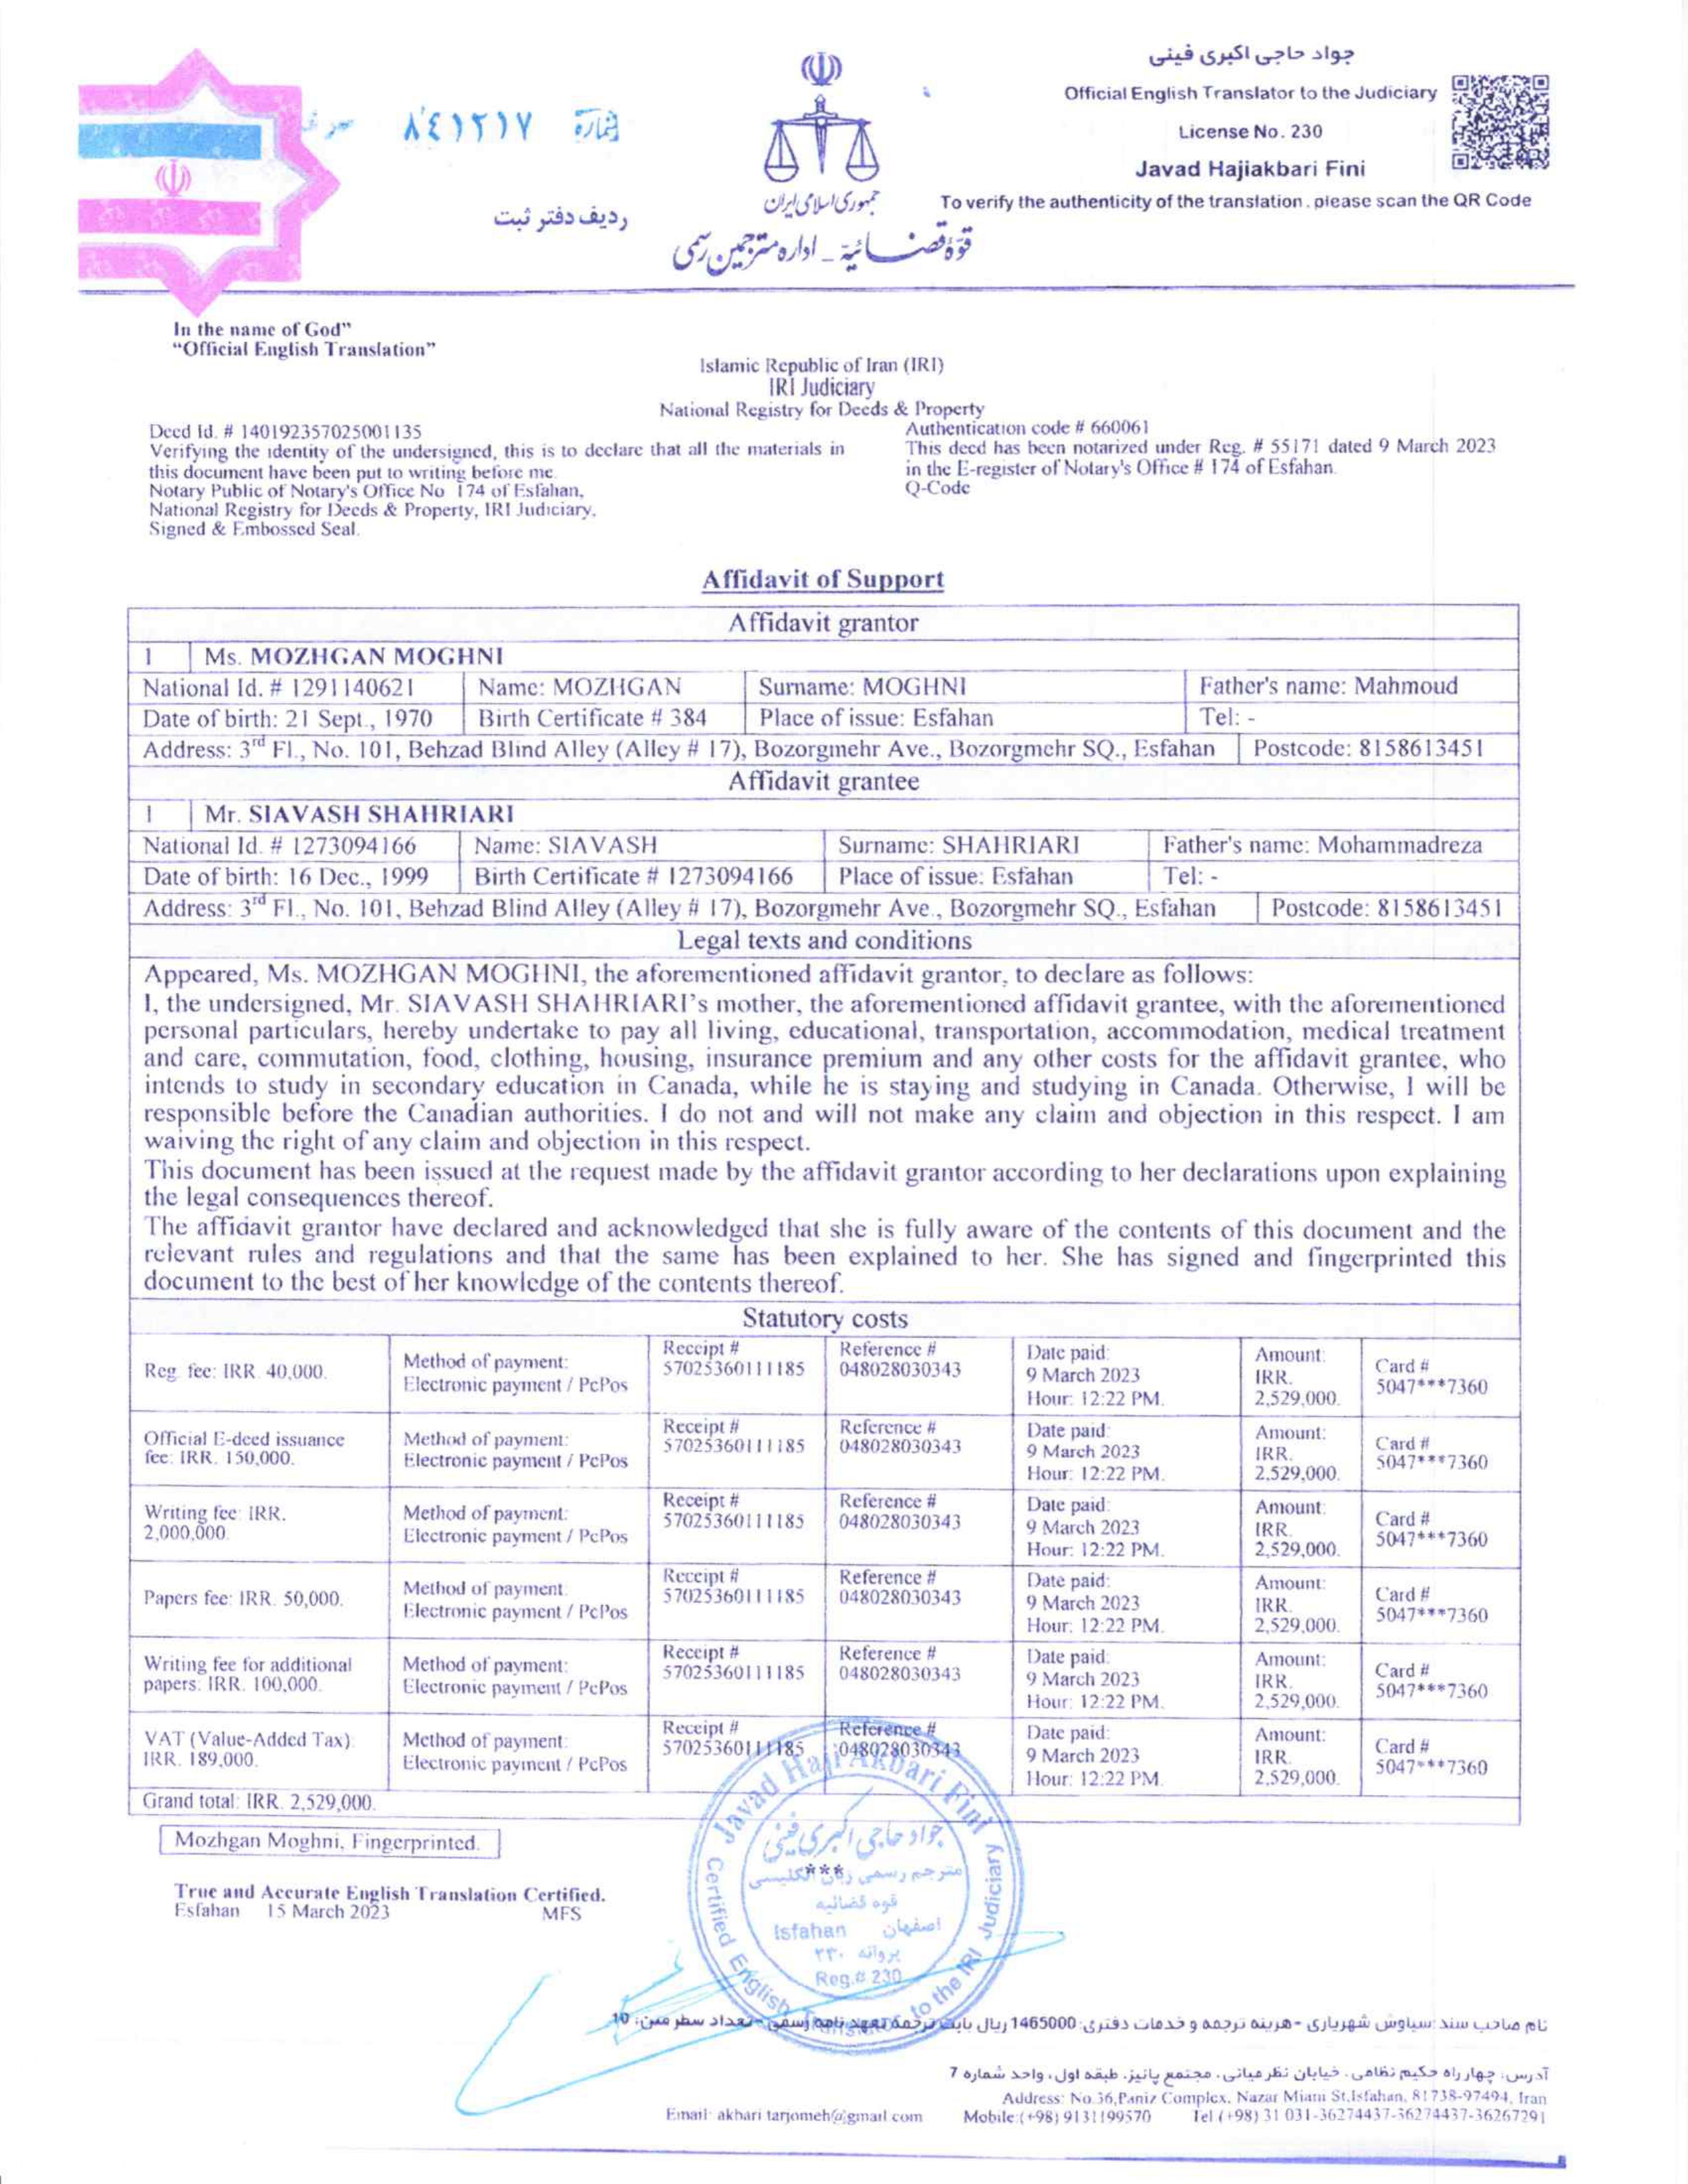 جواد حاجی اکبری فینی
Official English Translator to the Judiciary
License No. 230
Javad Hajiakbari Fini
To verify the authenticity of the translation, please scan the QR Code
شماره ۸۴۱۲۱۷
ردیف دفتر ثبت
جمهوری اسلامی ایران
قوه قضائیه - اداره مترجمین رسمی
In the name of God”
“Official English Translation”
Islamic Republic of Iran (IRI)
IRI Judiciary
National Registry for Deeds & Property
Deed Id. # 140192357025001135
Verifying the identity of the undersigned, this is to declare that all the materials in
this document have been put to writing before me.
Notary Public of Notary's Office No 174 of Esfahan,
National Registry for Deeds & Property, IRI Judiciary,
Signed & Embossed Seal.
Authentication code # 660061
This deed has been notarized under Reg. # 55171 dated 9 March 2023
in the E-register of Notary's Office # 174 of Esfahan.
Q-Code
Affidavit of Support
Affidavit grantor
1 Ms. MOZHGAN MOGHNI
National Id. # 1291140621 Name: MOZHGAN Surname: MOGHNI Father's name: Mahmoud
Date of birth: 21 Sept., 1970 Birth Certificate # 384 Place of issue: Esfahan Tel: -
Address: 3rd Fl., No. 101, Behzad Blind Alley (Alley # 17), Bozorgmehr Ave., Bozorgmehr SQ., Esfahan Postcode: 8158613451
Affidavit grantee
1 Mr. SIAVASH SHAHRIARI
National Id. # 1273094166 Name: SIAVASH Surname: SHAHRIARI Father's name: Mohammadreza
Date of birth: 16 Dec., 1999 Birth Certificate # 1273094166 Place of issue: Esfahan Tel: -
Address: 3rd Fl., No. 101, Behzad Blind Alley (Alley # 17), Bozorgmehr Ave., Bozorgmehr SQ., Esfahan Postcode: 8158613451
Legal texts and conditions
Appeared, Ms. MOZHGAN MOGHNI, the aforementioned affidavit grantor, to declare as follows:
I, the undersigned, Mr. SIAVASH SHAHRIARI’s mother, the aforementioned affidavit grantee, with the aforementioned
personal particulars, hereby undertake to pay all living, educational, transportation, accommodation, medical treatment
and care, commutation, food, clothing, housing, insurance premium and any other costs for the affidavit grantee, who
intends to study in secondary education in Canada, while he is staying and studying in Canada. Otherwise, I will be
responsible before the Canadian authorities. I do not and will not make any claim and objection in this respect. I am
waiving the right of any claim and objection in this respect.
This document has been issued at the request made by the affidavit grantor according to her declarations upon explaining
the legal consequences thereof.
The affidavit grantor have declared and acknowledged that she is fully aware of the contents of this document and the
relevant rules and regulations and that the same has been explained to her. She has signed and fingerprinted this
document to the best of her knowledge of the contents thereof.
Statutory costs
Reg. fee: IRR. 40,000. Method of payment: Electronic payment / PcPos Receipt # 57025360111185 Reference # 048028030343 Date paid: 9 March 2023 Hour: 12:22 PM. Amount: IRR. 2,529,000. Card # 5047***7360
Official E-deed issuance fee: IRR. 150,000. Method of payment: Electronic payment / PcPos Receipt # 57025360111185 Reference # 048028030343 Date paid: 9 March 2023 Hour: 12:22 PM. Amount: IRR. 2,529,000. Card # 5047***7360
Writing fee: IRR. 2,000,000. Method of payment: Electronic payment / PcPos Receipt # 57025360111185 Reference # 048028030343 Date paid: 9 March 2023 Hour: 12:22 PM. Amount: IRR. 2,529,000. Card # 5047***7360
Papers fee: IRR. 50,000. Method of payment: Electronic payment / PcPos Receipt # 57025360111185 Reference # 048028030343 Date paid: 9 March 2023 Hour: 12:22 PM. Amount: IRR. 2,529,000. Card # 5047***7360
Writing fee for additional papers: IRR. 100,000. Method of payment: Electronic payment / PcPos Receipt # 57025360111185 Reference # 048028030343 Date paid: 9 March 2023 Hour: 12:22 PM. Amount: IRR. 2,529,000. Card # 5047***7360
VAT (Value-Added Tax): IRR. 189,000. Method of payment: Electronic payment / PcPos Receipt # 57025360111185 Reference # 048028030343 Date paid: 9 March 2023 Hour: 12:22 PM. Amount: IRR. 2,529,000. Card # 5047***7360
Grand total: IRR. 2,529,000.
Mozhgan Moghni, Fingerprinted.
***
True and Accurate English Translation Certified.
Esfahan 15 March 2023 MFS
Javad Haji Akbari Fini
Certified English Translator to the IRI Judiciary
جواد حاجی اکبری فینی
مترجم رسمی زبان انگلیسی
قوه قضائیه
Isfahan اصفهان
پروانه ۲۳۰
Reg.# 230
نام صاحب سند: سیاوش شهریاری - هزینه ترجمه و خدمات دفتری: 1465000 ریال بابت ترجمه تعهد نامه رسمی - تعداد سطر متن: 10
آدرس: چهار راه حکیم نظامی، خیابان نظر میانی، مجتمع پانیز، طبقه اول، واحد شماره 7
Address: No.36,Paniz Complex, Nazar Miani St.Isfahan, 81738-97494, Iran
Email: akbari.tarjomeh@gmail.com Mobile:(+98) 9131199570 Tel (+98) 31 031-36274437-36274437-36267291